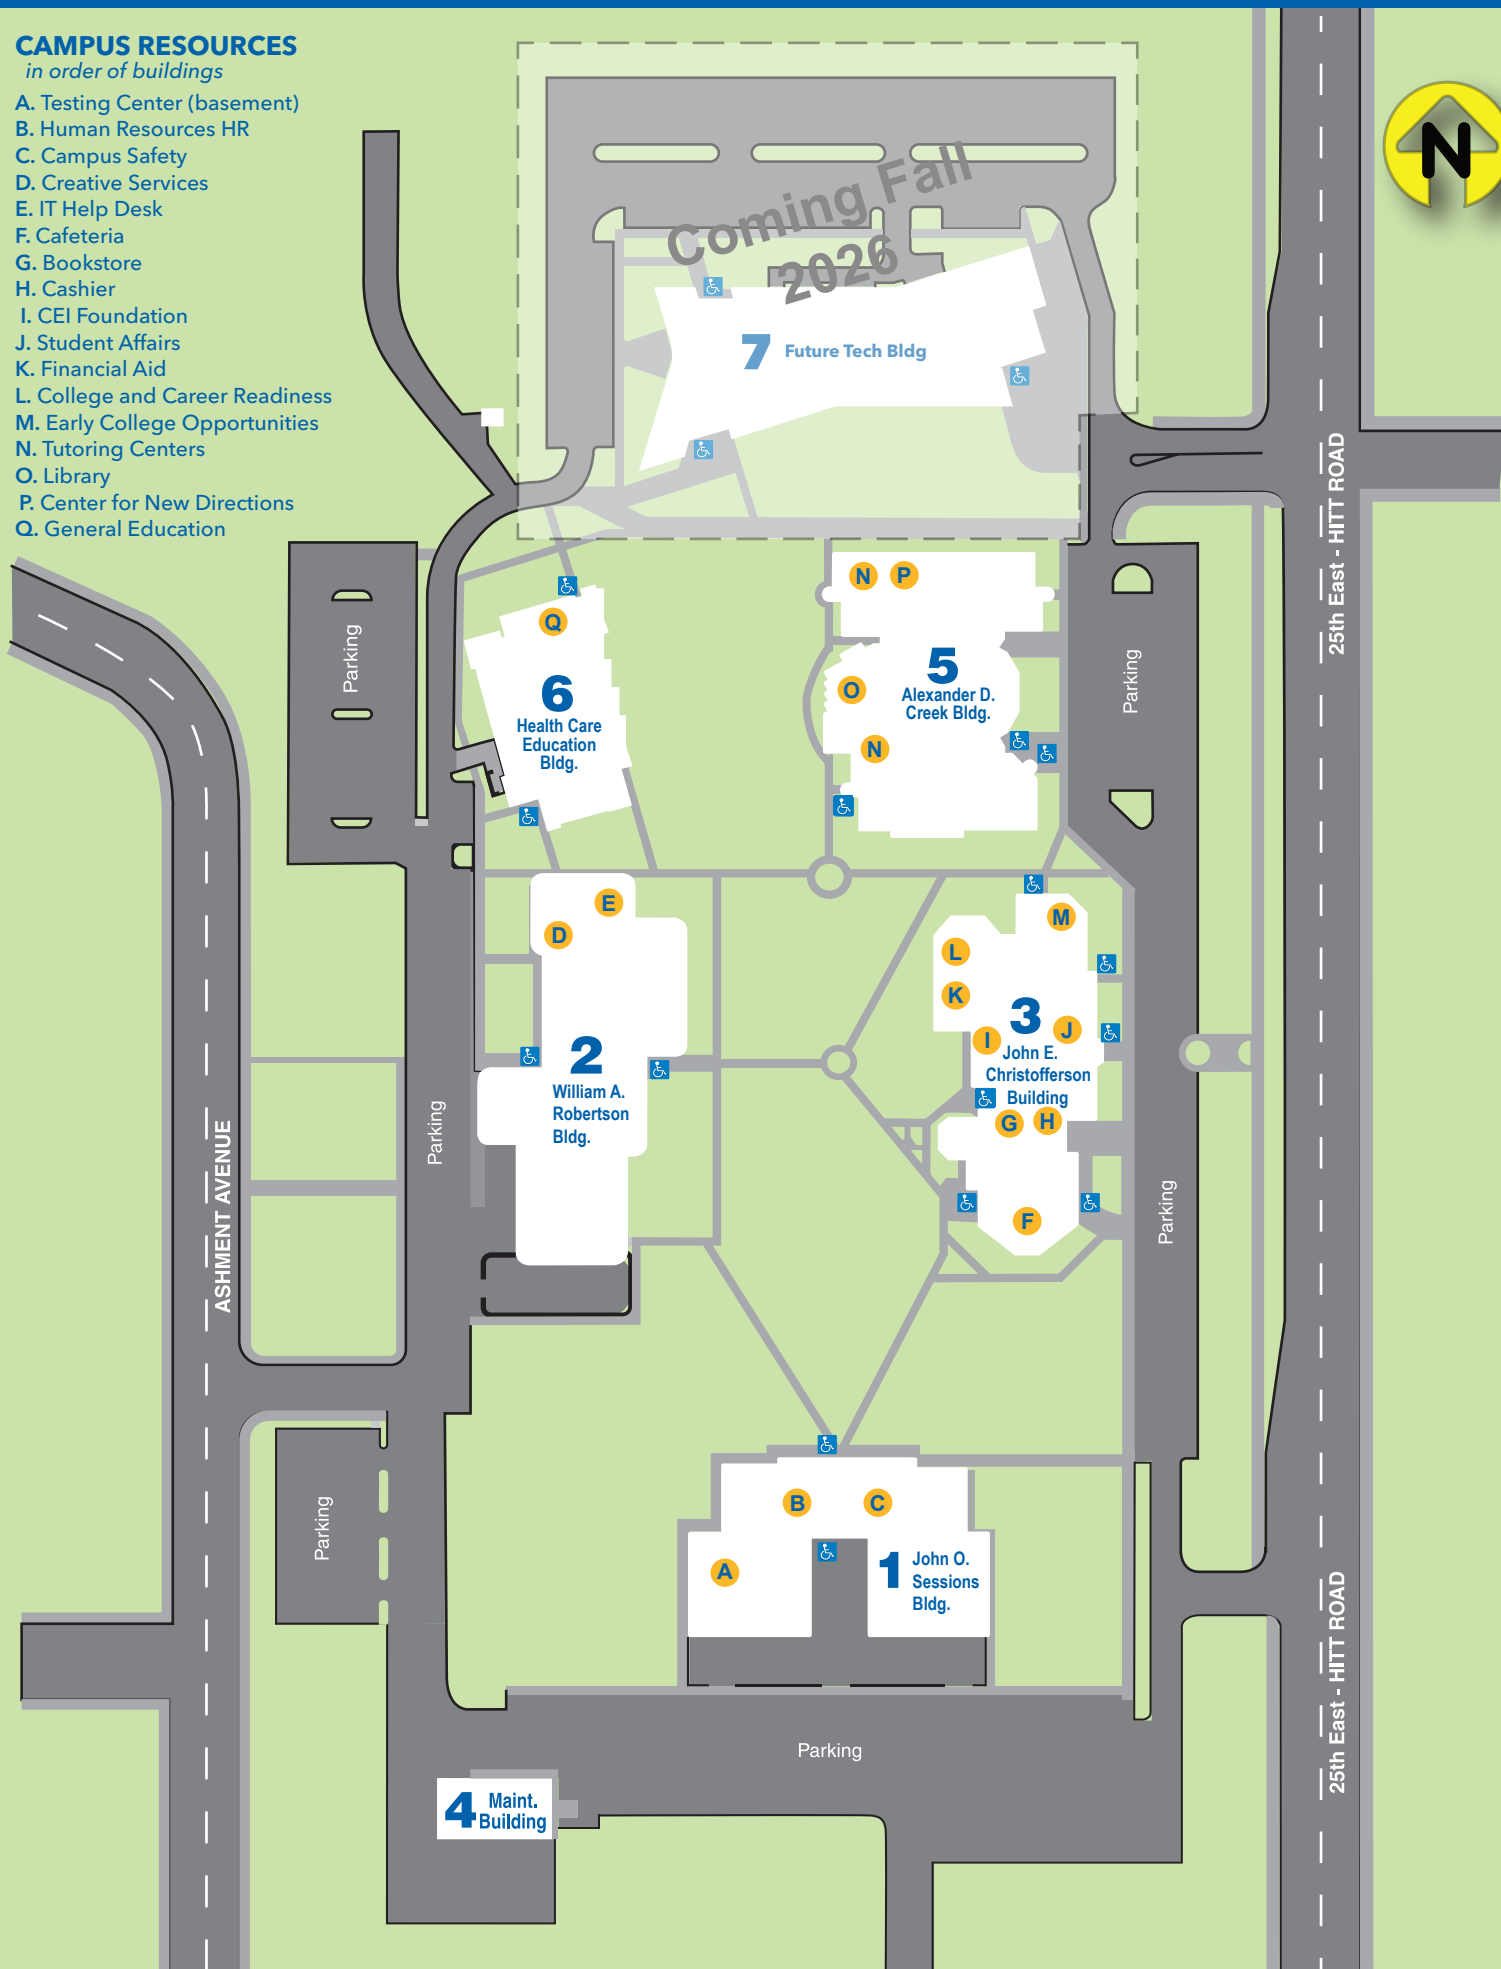 CAMPUS RESOURCES
in order of buildings
A. Testing Center (basement)
B. Human Resources HR
C. Campus Safety
D. Creative Services
E. IT Help Desk
F. Cafeteria
G. Bookstore
H. Cashier
I. CEI Foundation
J. Student Affairs
K. Financial Aid
L. College and Career Readiness
M. Early College Opportunities
N. Tutoring Centers
O. Library
P. Center for New Directions
Q. General Education
N
Coming Fall
2026
7 Future Tech Bldg
25th East - HITT ROAD
Parking
Q
6
Health Care
Education
Bldg.
N P
O
5
Alexander D.
Creek Bldg.
N
Parking
E
D
2
William A.
Robertson
Bldg.
M
L
K
3
J
I
John E.
Christofferson
Building
G H
F
Parking
Parking
ASHMENT AVENUE
B C
A
1
John O.
Sessions
Bldg.
Parking
25th East - HITT ROAD
Parking
4
Maint.
Building